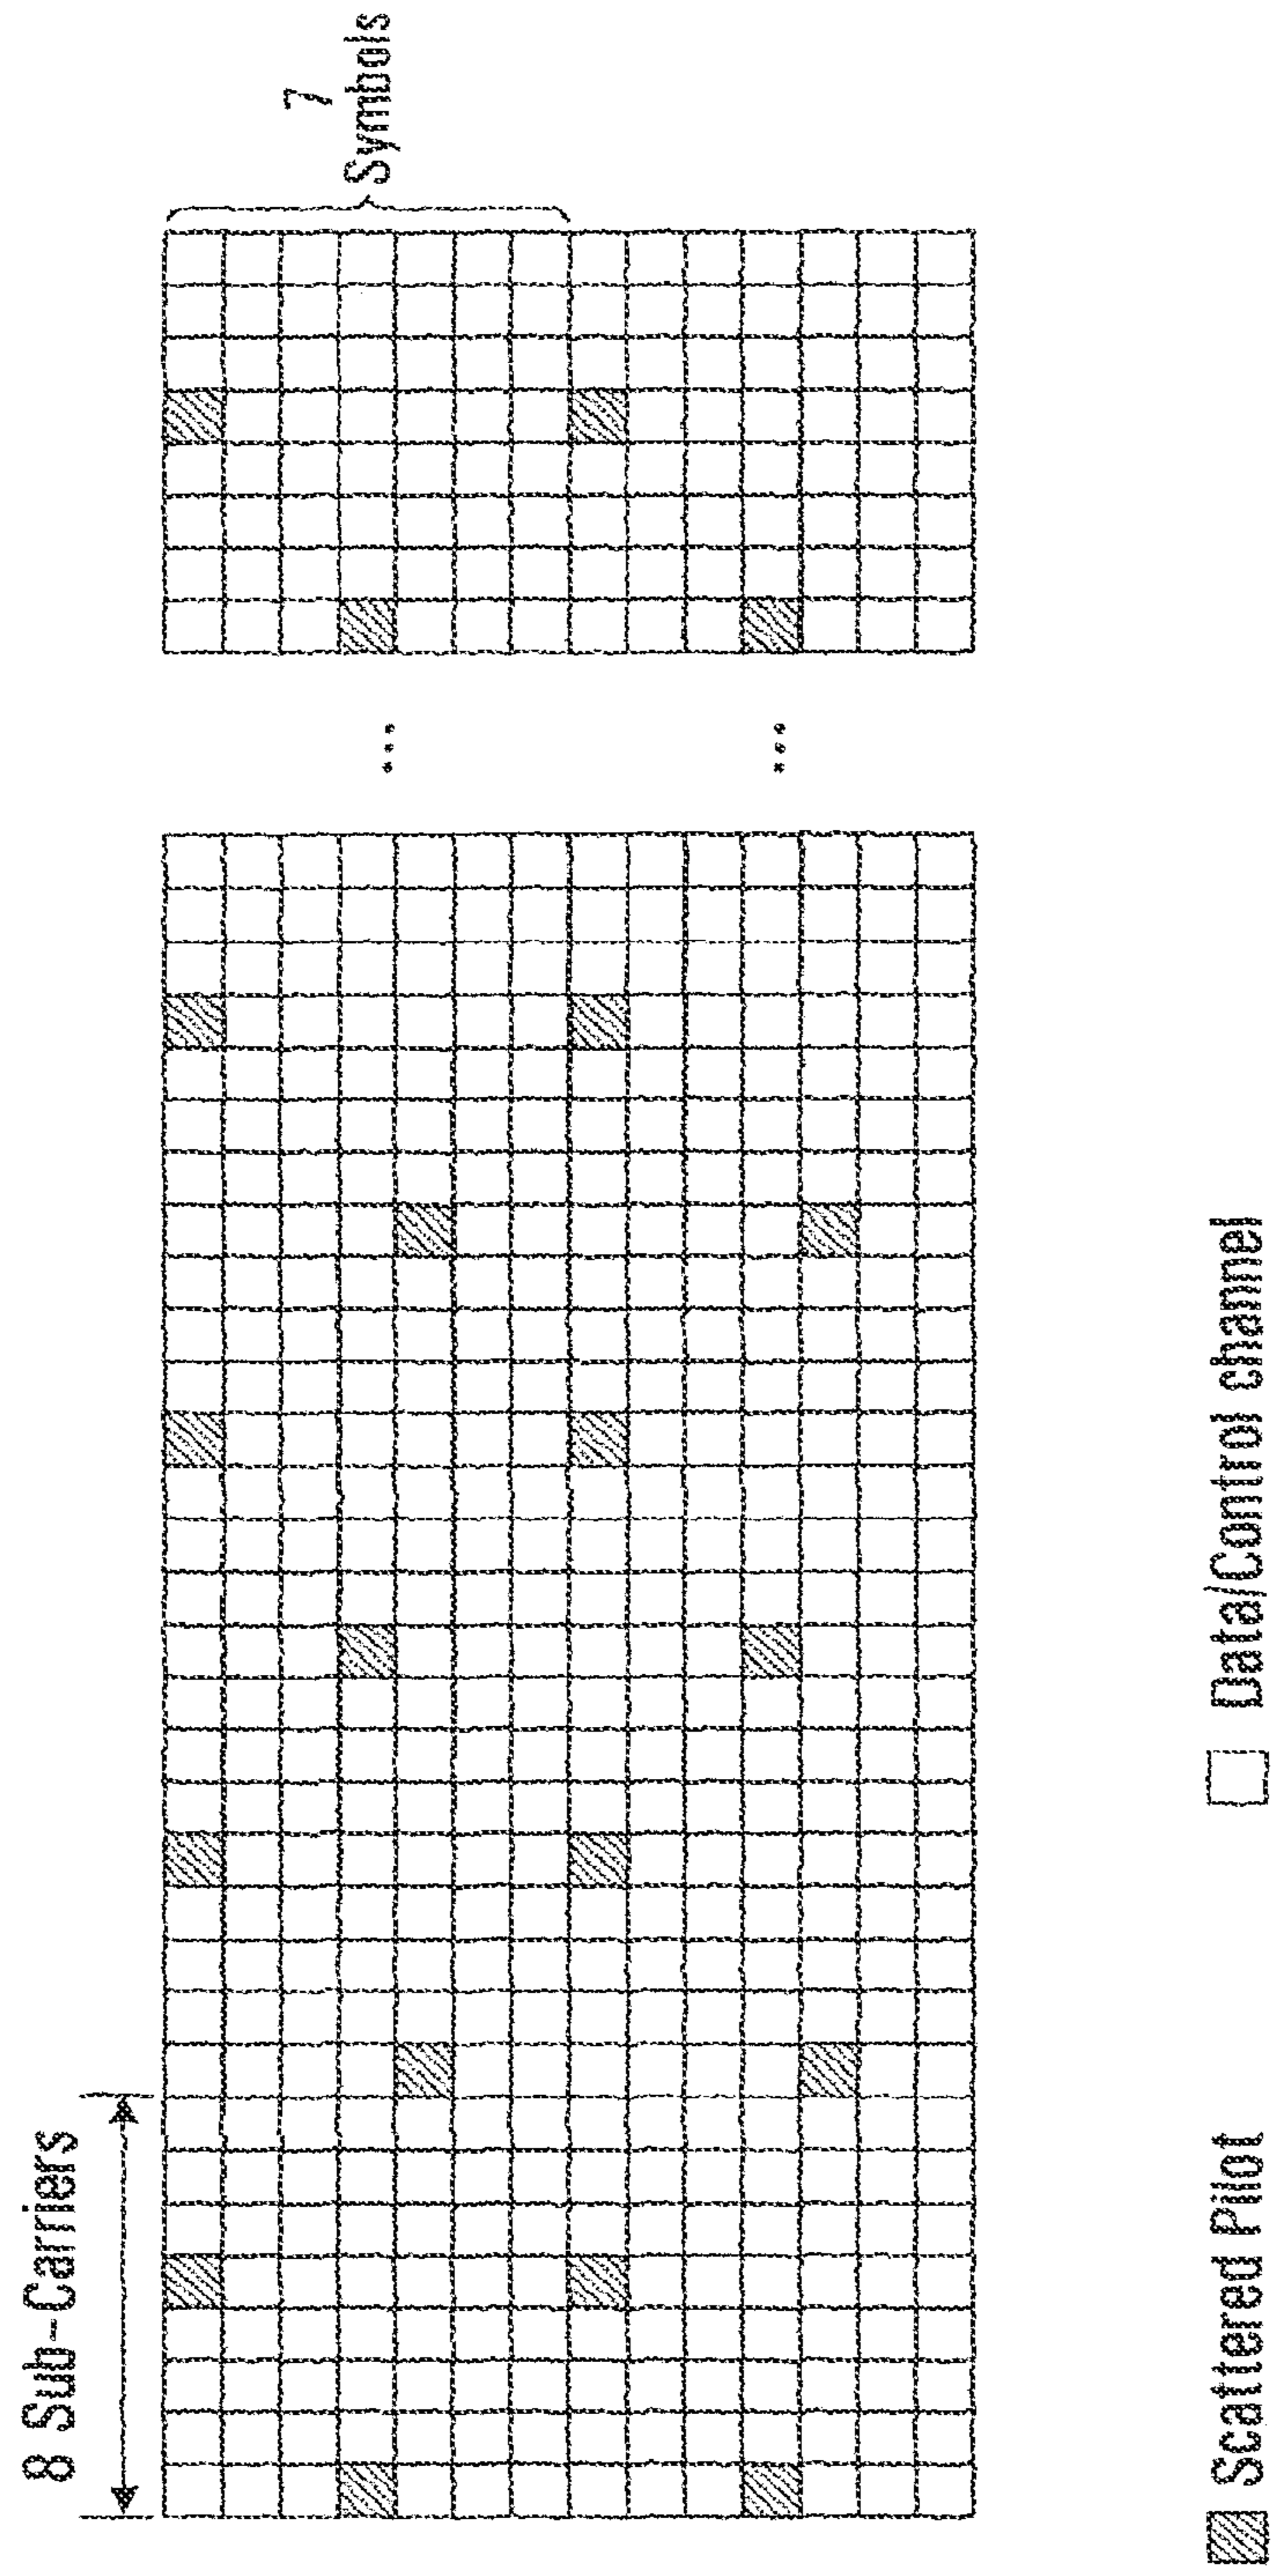 8 Sub-Carriers
7
Symbols
...
...
Scattered Pilot
Data/Control channel